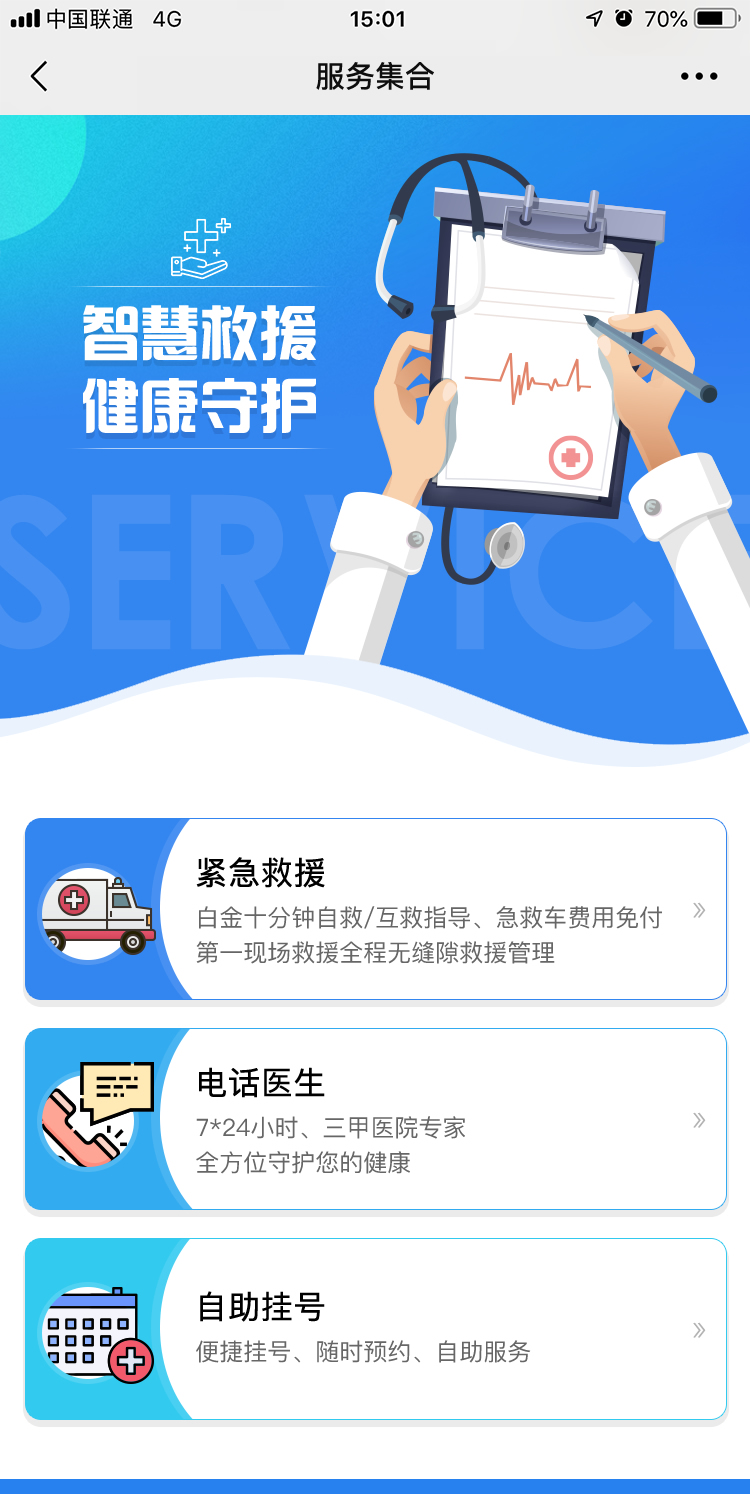 中国联通 4G 15:01 70%
服务集合
智慧救援
健康守护
SERVICE
紧急救援
白金十分钟自救/互救指导、急救车费用免付
第一现场救援全程无缝隙救援管理
电话医生
7*24小时、三甲医院专家
全方位守护您的健康
自助挂号
便捷挂号、随时预约、自助服务